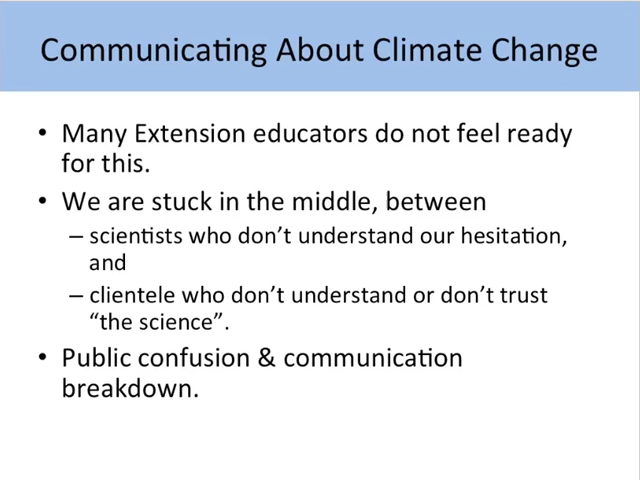 Communicating About Climate Change
• Many Extension educators do not feel ready
for this.
• We are stuck in the middle, between
– scientists who don’t understand our hesitation,
and
– clientele who don’t understand or don’t trust
“the science”.
• Public confusion & communication
breakdown.